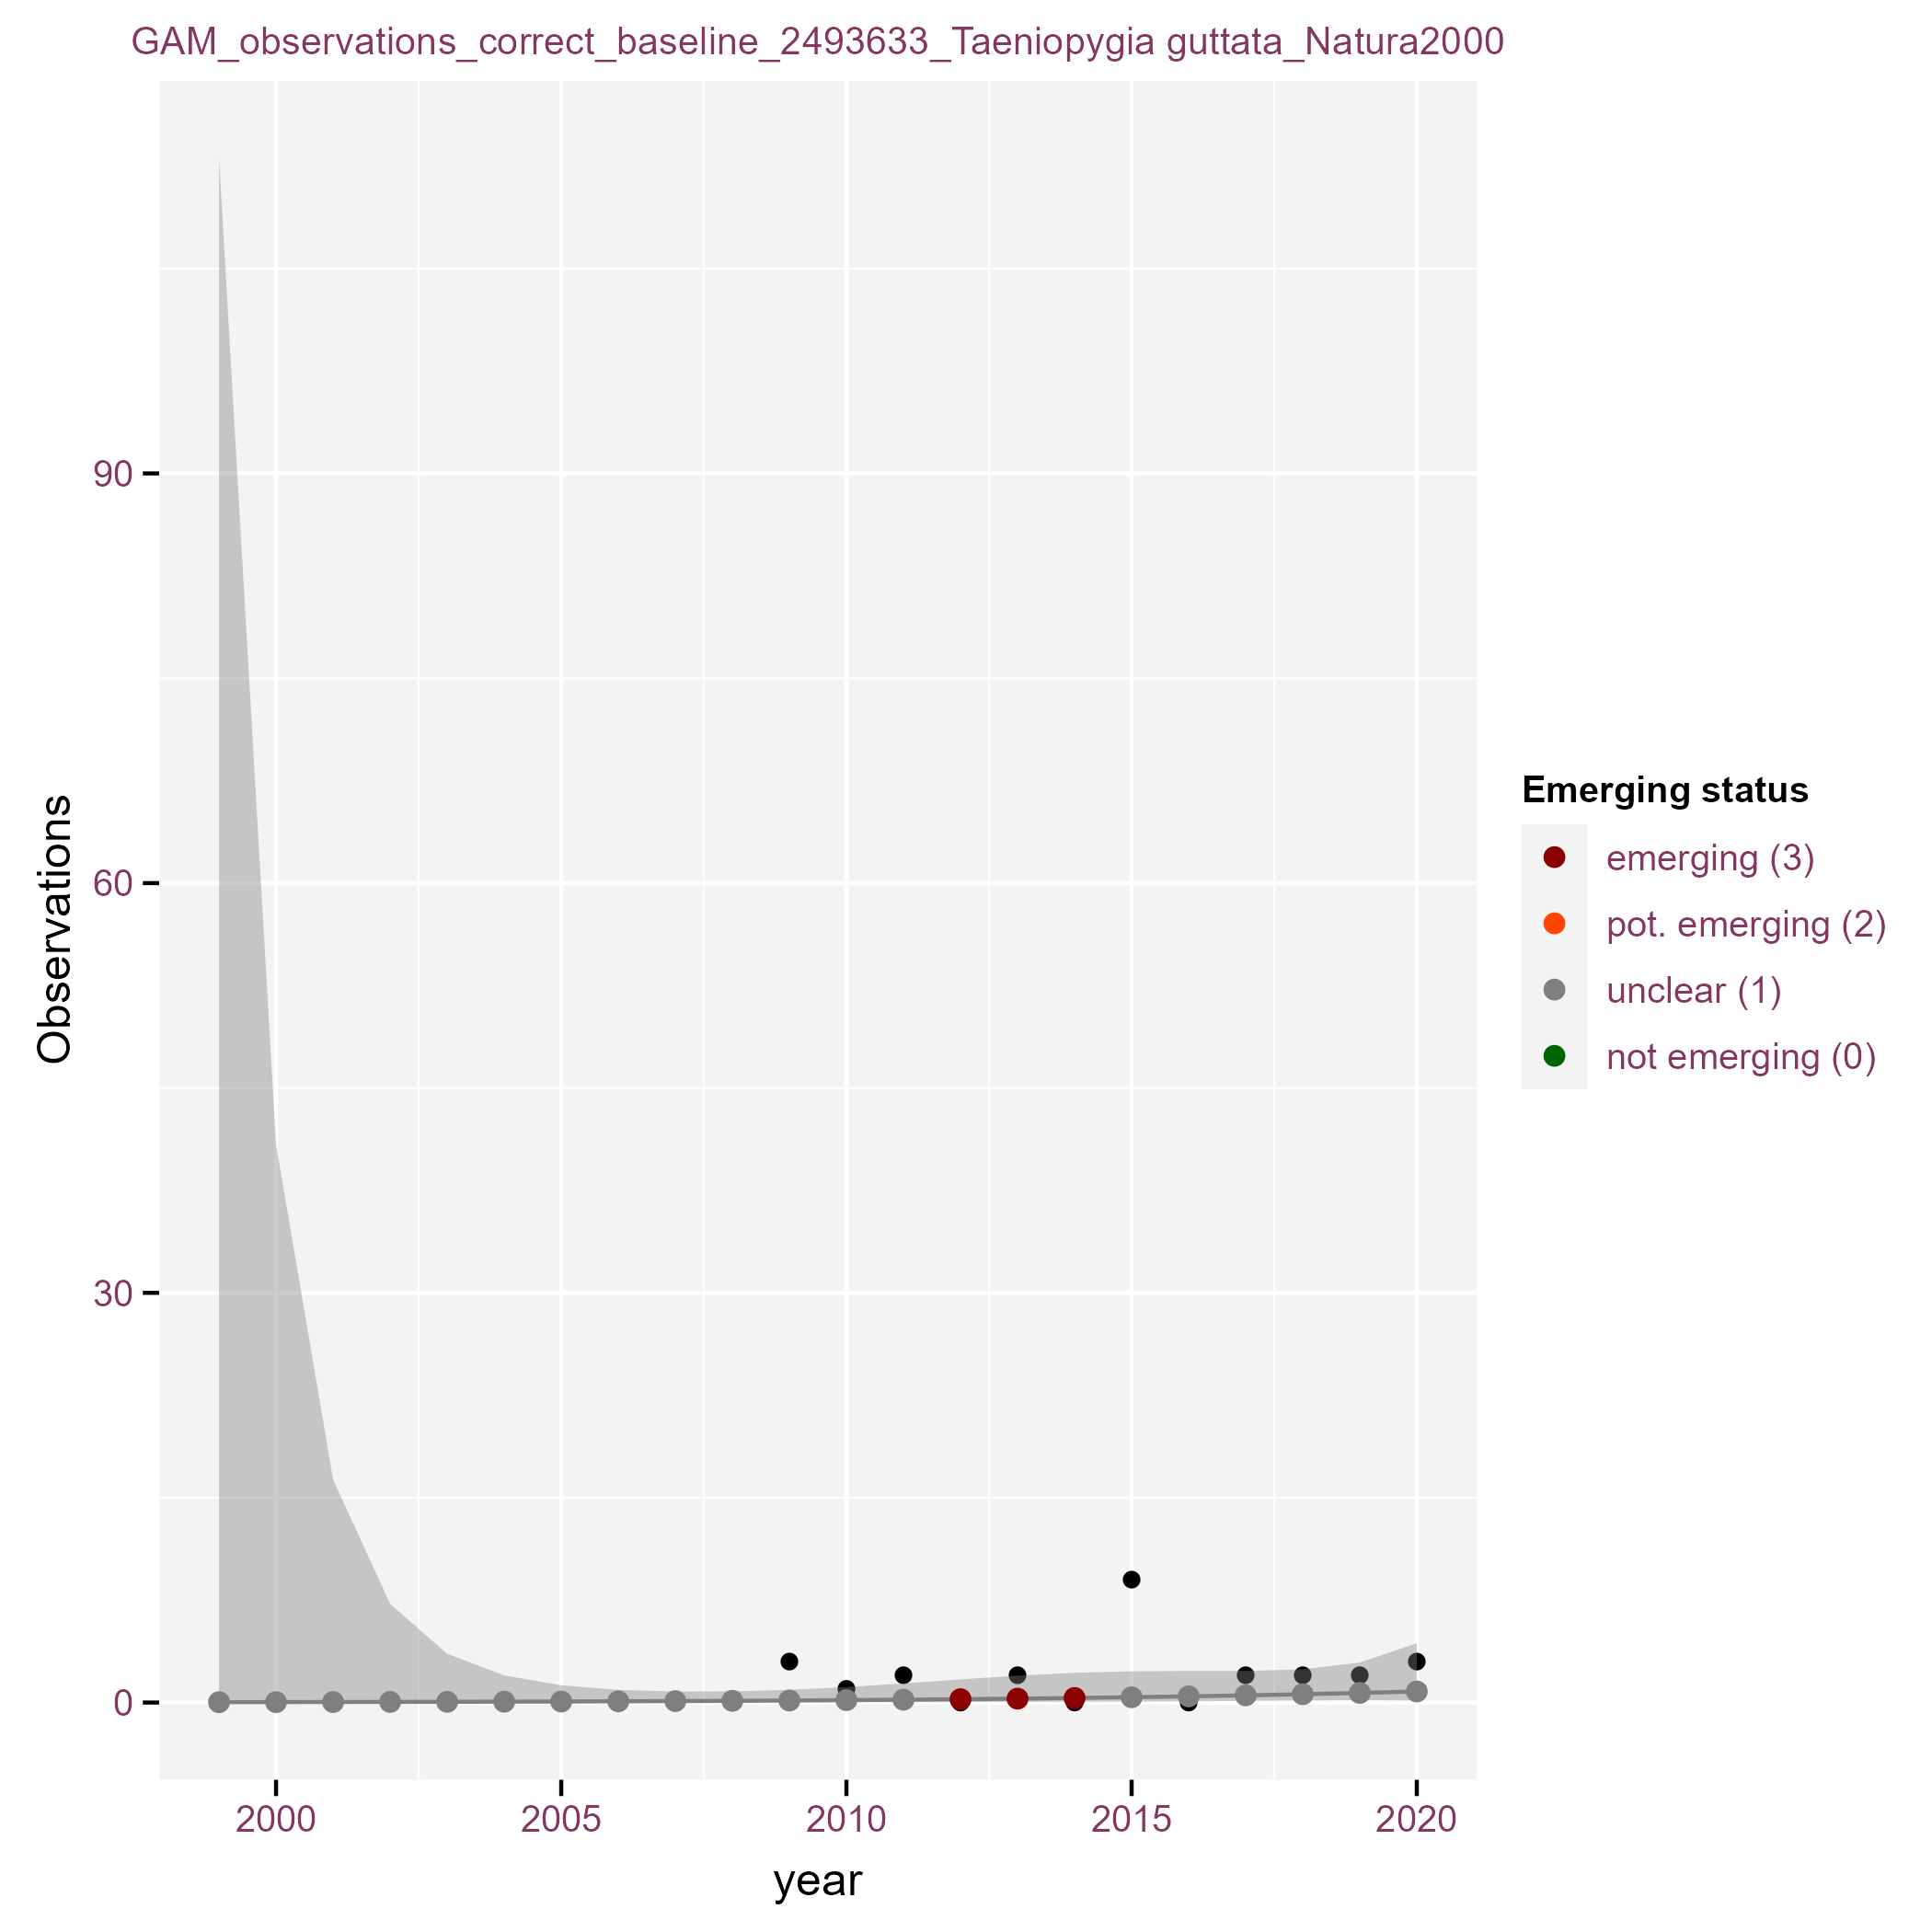 GAM_observations_correct_baseline_2493633_Taeniopygia guttata_Natura2000
Observations
90
60
30
0
2000 2005 2010 2015 2020
year
Emerging status
emerging (3)
pot. emerging (2)
unclear (1)
not emerging (0)